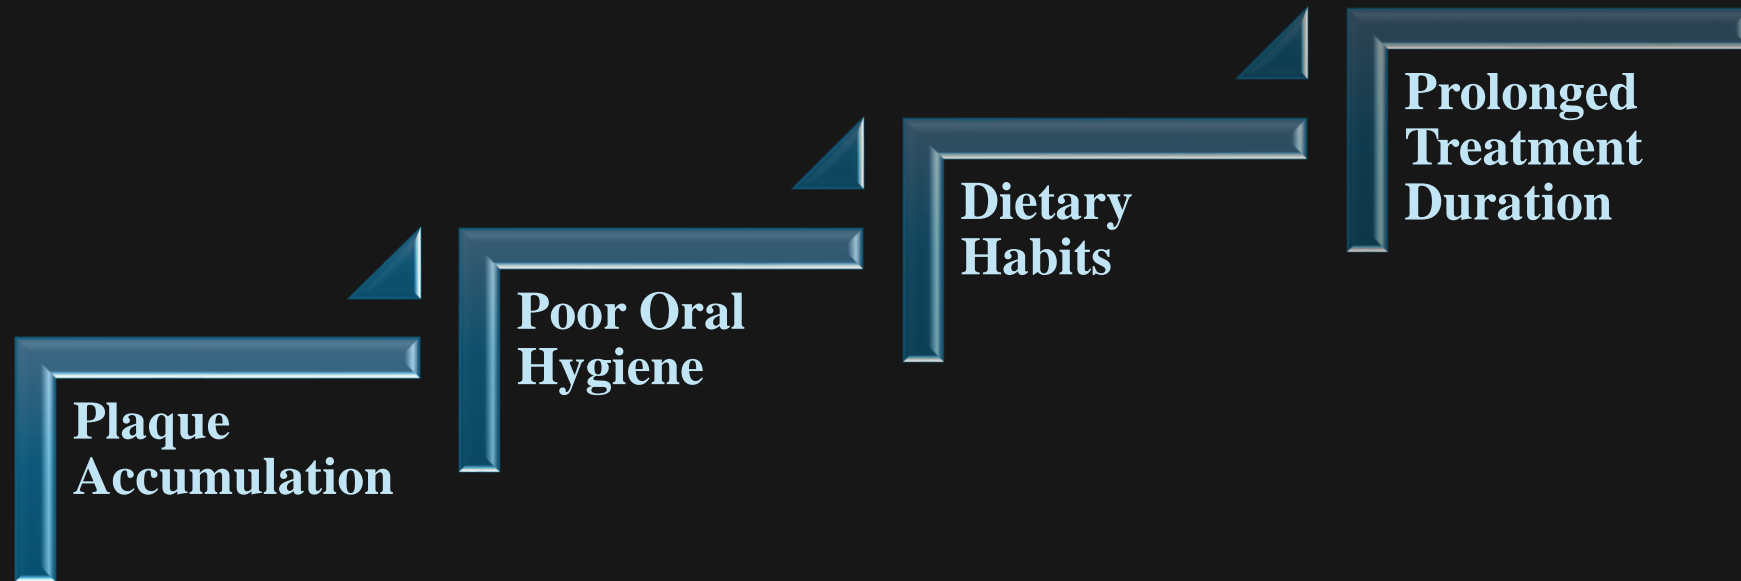 Plaque
Accumulation
Poor Oral
Hygiene
Dietary
Habits
Prolonged
Treatment
Duration